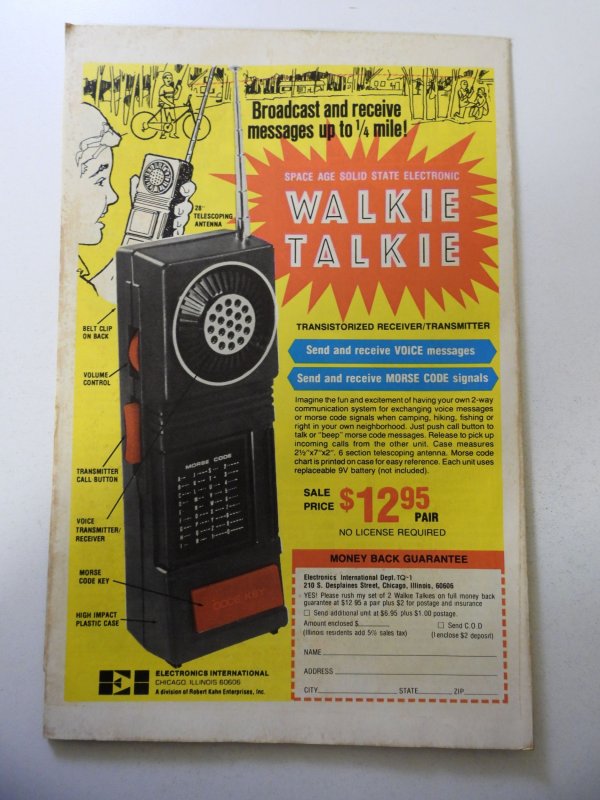 Broadcast and receive
messages up to ¼ mile!
SPACE AGE SOLID STATE ELECTRONIC
WALKIE
TALKIE
28"
TELESCOPING
ANTENNA
BELT CLIP
ON BACK
VOLUME
CONTROL
TRANSMITTER
CALL BUTTON
VOICE
TRANSMITTER/
RECEIVER
MORSE
CODE KEY
HIGH IMPACT
PLASTIC CASE
MORSE CODE
CODE KEY
TRANSISTORIZED RECEIVER/TRANSMITTER
Send and receive VOICE messages
Send and receive MORSE CODE signals
Imagine the fun and excitement of having your own 2-way
communication system for exchanging voice messages
or morse code signals when camping, hiking, fishing or
right in your own neighborhood. Just push call button to
talk or "beep" morse code messages. Release to pick up
incoming calls from the other unit. Case measures
2½"x7"x2". 6 section telescoping antenna. Morse code
chart is printed on case for easy reference. Each unit uses
replaceable 9V battery (not included).
SALE
PRICE $12.95
PAIR
NO LICENSE REQUIRED
MONEY BACK GUARANTEE
Electronics International Dept. TQ-1
210 S. Desplaines Street, Chicago, Illinois. 60606
YES! Please rush my set of 2 Walkie Talkies on full money back
guarantee at $12.95 a pair plus $2 for postage and insurance
☐ Send additional unit at $6.95 plus $1.00 postage.
Amount enclosed $ ☐ Send C.O.D
(Illinois residents add 5% sales tax) (I enclose $2 deposit)
NAME
ADDRESS
CITY STATE ZIP
EI ELECTRONICS INTERNATIONAL
CHICAGO, ILLINOIS 60606
A division of Robert Kahn Enterprises, Inc.